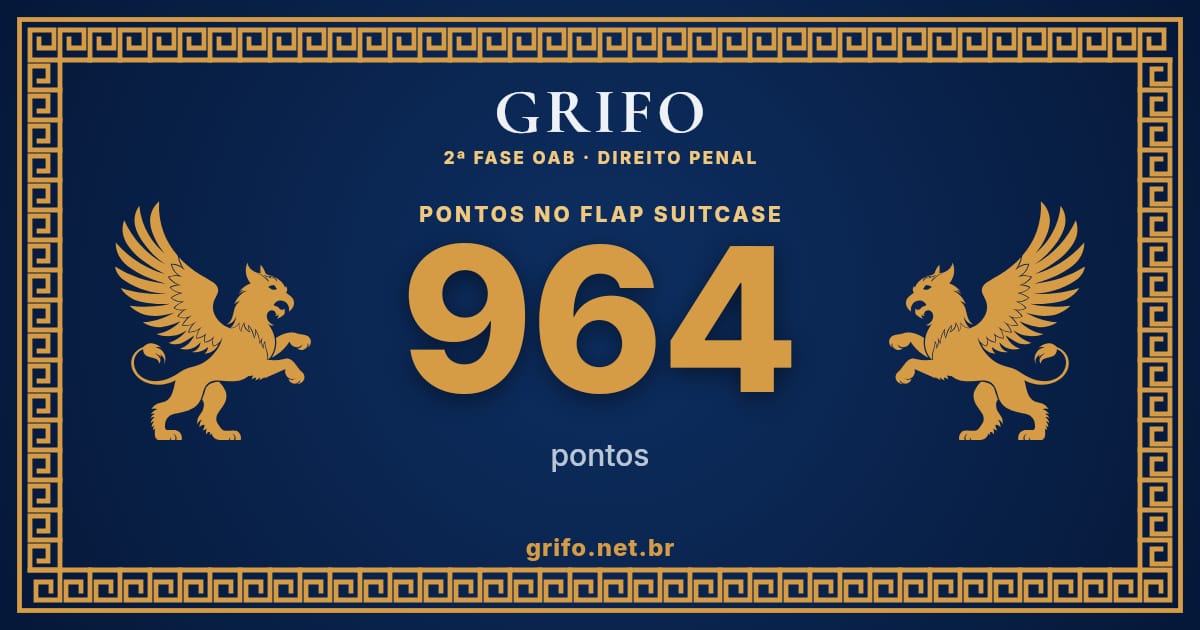 GRIFO
2ª FASE OAB · DIREITO PENAL
PONTOS NO FLAP SUITCASE
964
pontos
grifo.net.br